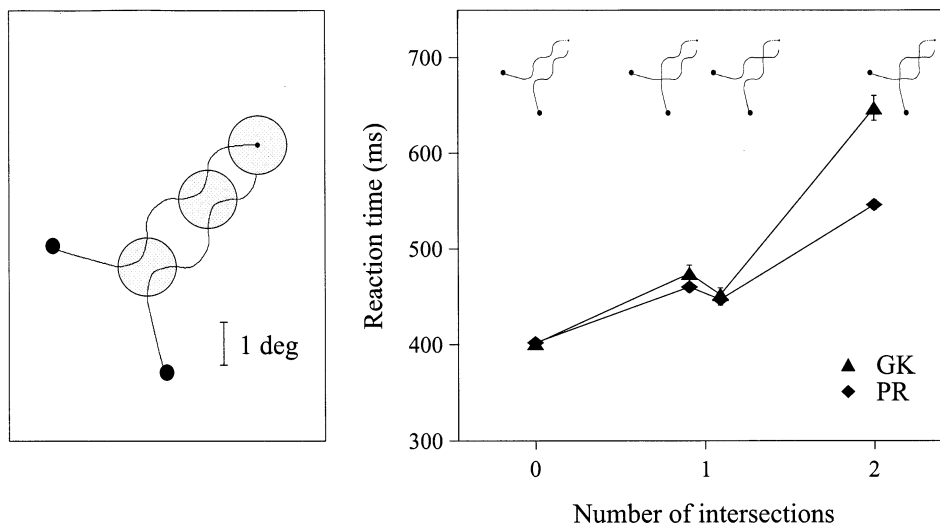 1 deg
Reaction time (ms)
700
600
500
400
300
GK
PR
0
1
2
Number of intersections